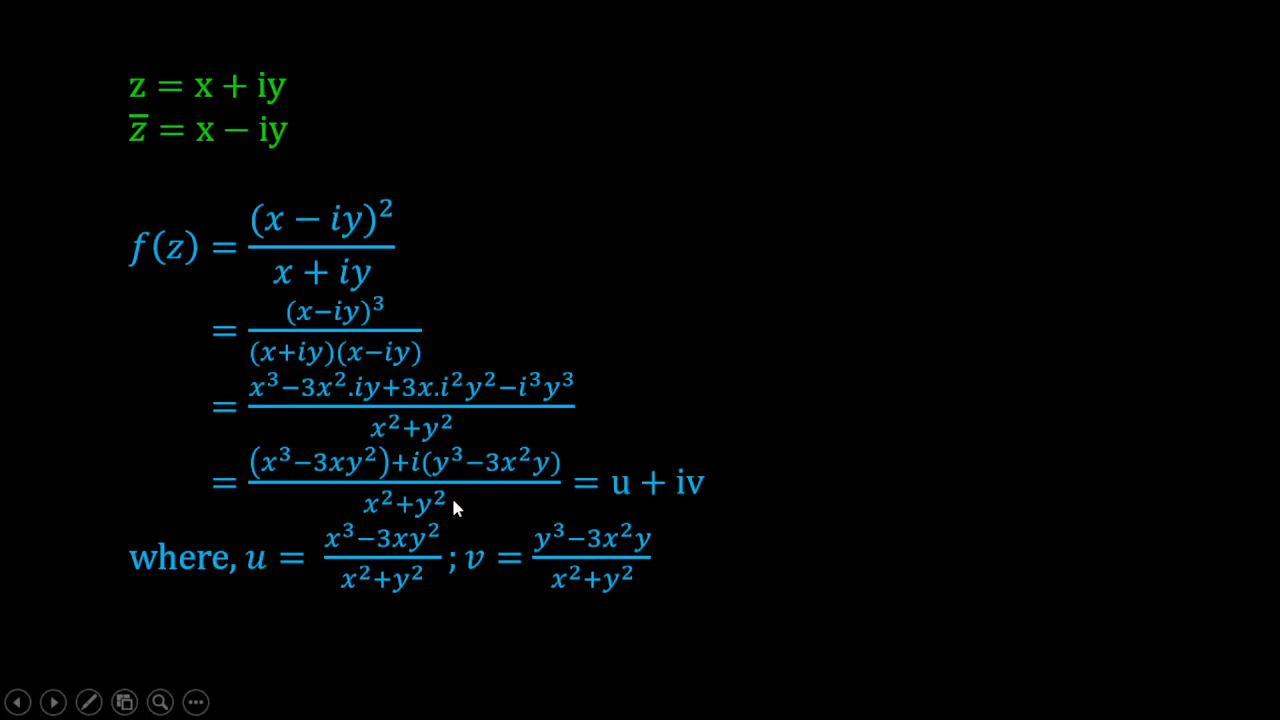 z = x + iy
z̅ = x − iy
f(z) = (x − iy)² / (x + iy)
= (x−iy)³ / (x+iy)(x−iy)
= x³−3x².iy+3x.i²y²−i³y³ / x²+y²
= (x³−3xy²)+i(y³−3x²y) / x²+y² = u + iv
where, u = x³−3xy² / x²+y² ; v = y³−3x²y / x²+y²